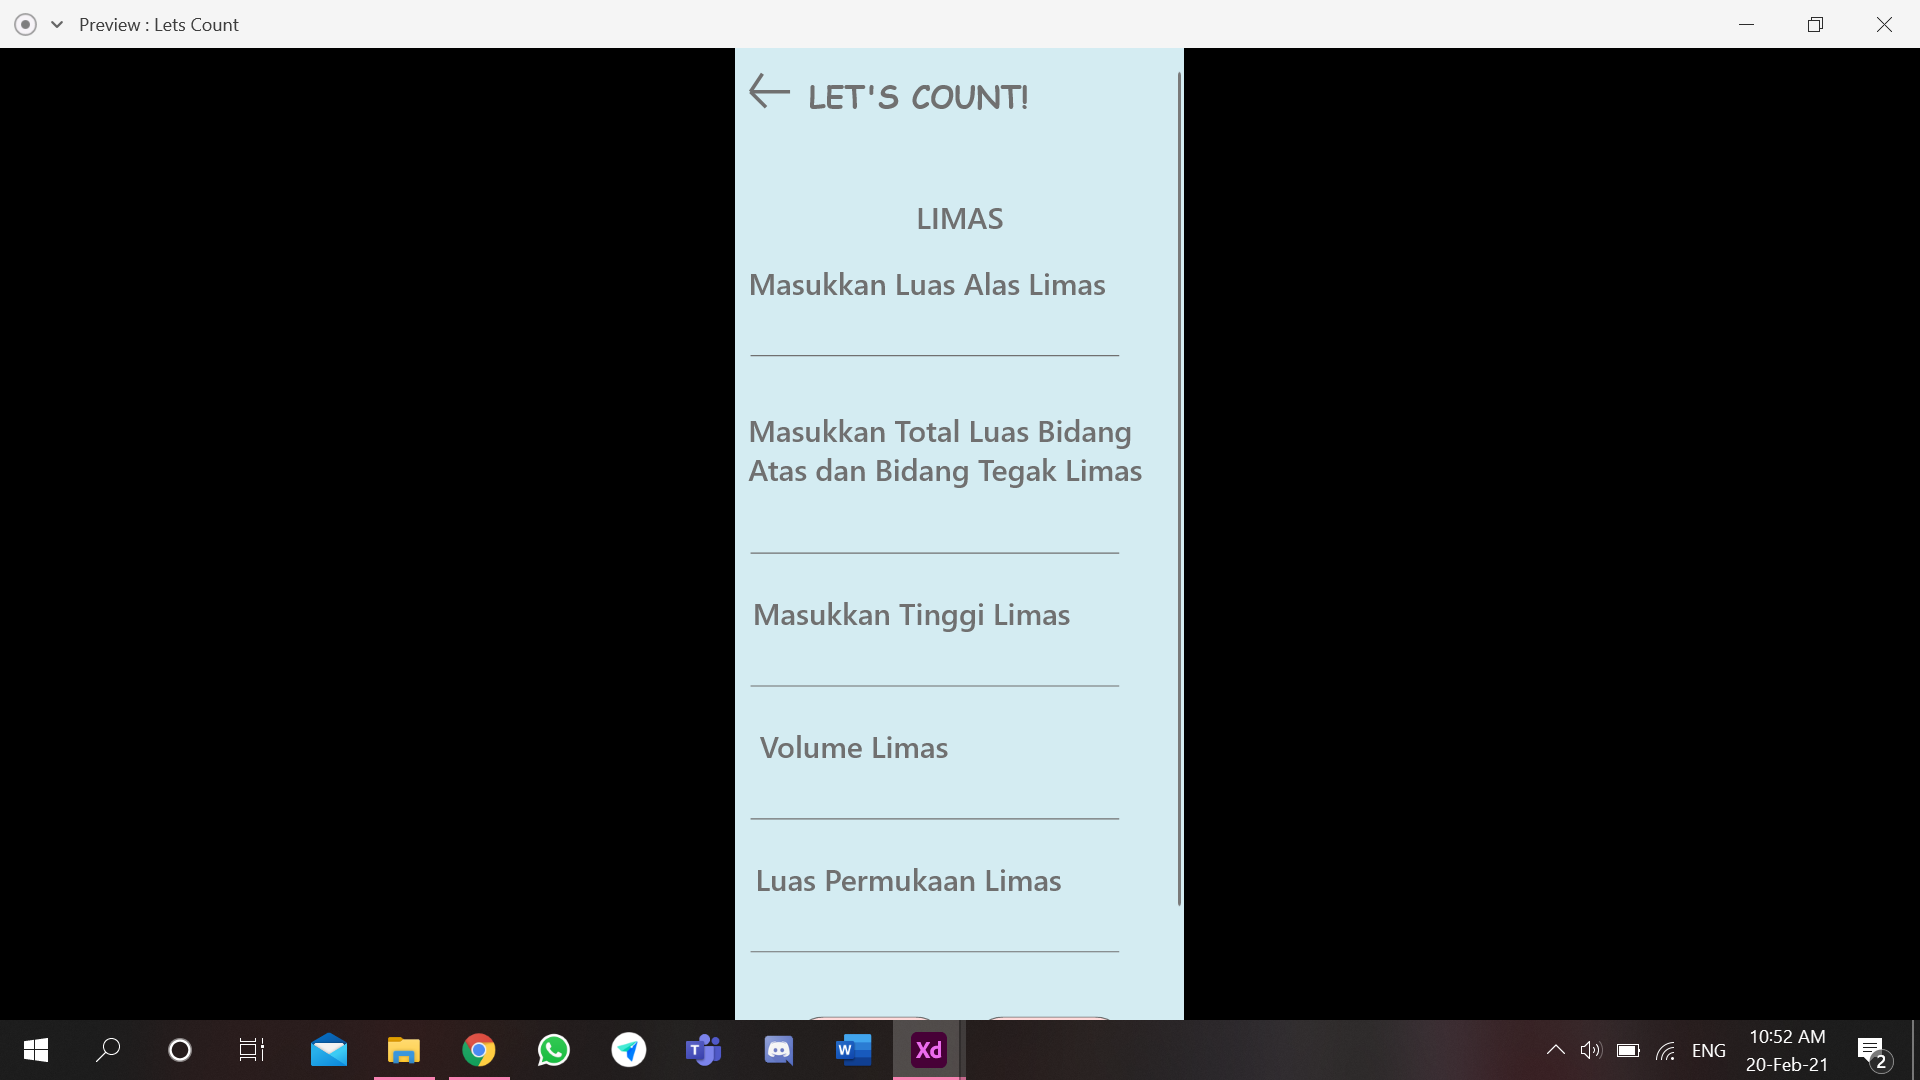 Preview : Lets Count
LET'S COUNT!
LIMAS
Masukkan Luas Alas Limas
Masukkan Total Luas Bidang
Atas dan Bidang Tegak Limas
Masukkan Tinggi Limas
Volume Limas
Luas Permukaan Limas
T
W
Xd
ENG
10:52 AM
20-Feb-21
2